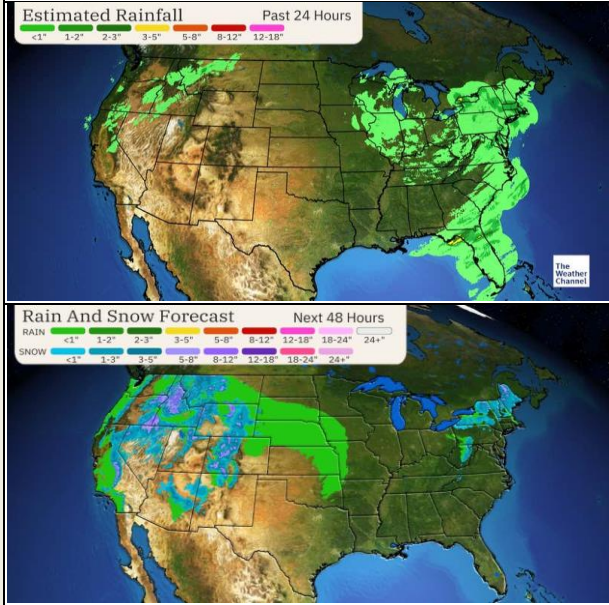 Estimated Rainfall Past 24 Hours
<1" 1-2" 2-3" 3-5" 5-8" 8-12" 12-18"
The
Weather
Channel
Rain And Snow Forecast Next 48 Hours
RAIN
<1" 1-2" 2-3" 3-5" 5-8" 8-12" 12-18" 18-24" 24+"
SNOW
<1" 1-3" 3-5" 5-8" 8-12" 12-18" 18-24" 24+"